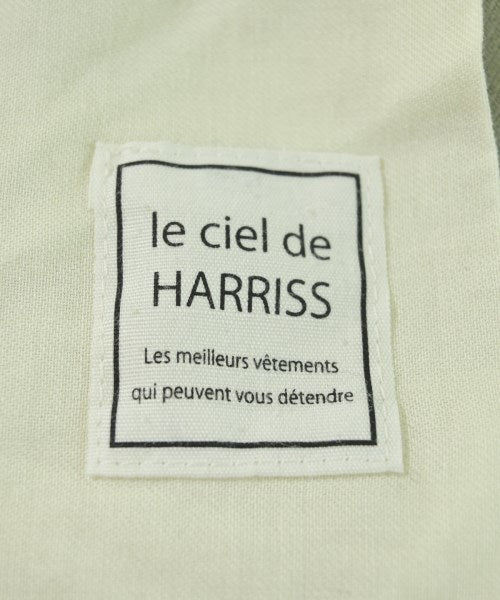 le ciel de
HARRISS
Les meilleurs vêtements
qui peuvent vous détendre